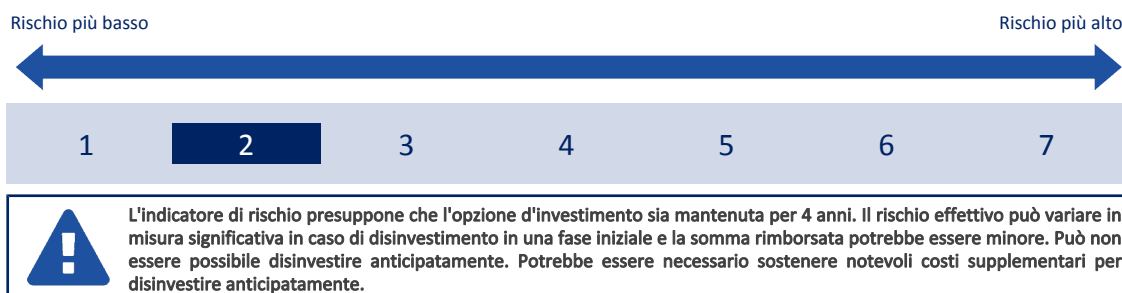 Rischio più basso Rischio più alto
1 2 3 4 5 6 7
L'indicatore di rischio presuppone che l'opzione d'investimento sia mantenuta per 4 anni. Il rischio effettivo può variare in
misura significativa in caso di disinvestimento in una fase iniziale e la somma rimborsata potrebbe essere minore. Può non
essere possibile disinvestire anticipatamente. Potrebbe essere necessario sostenere notevoli costi supplementari per
disinvestire anticipatamente.